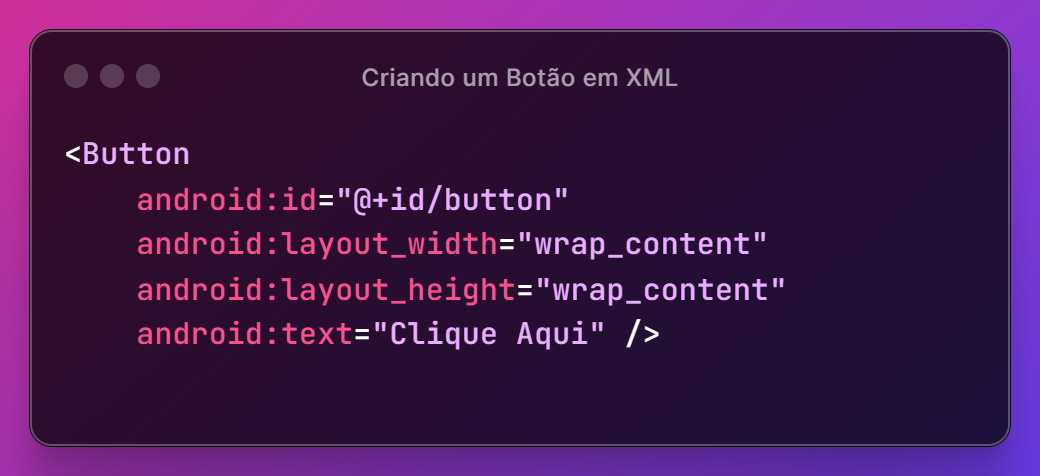 Criando um Botão em XML
<Button
    android:id="@+id/button"
    android:layout_width="wrap_content"
    android:layout_height="wrap_content"
    android:text="Clique Aqui" />